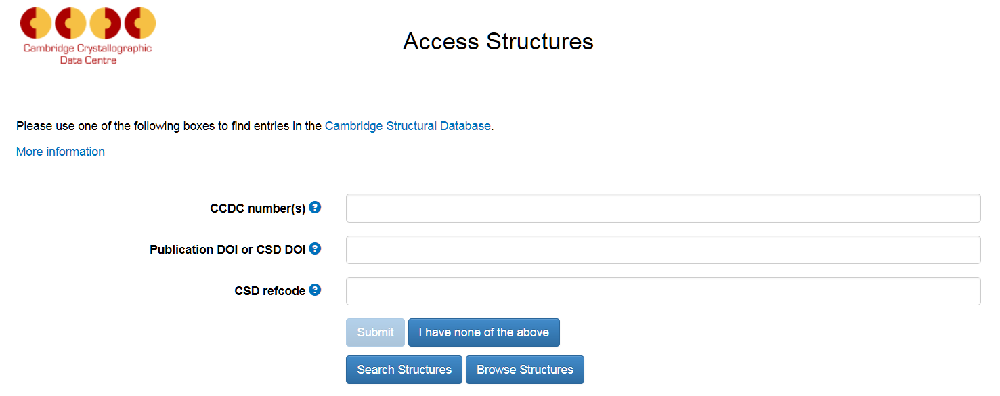 Cambridge Crystallographic
Data Centre
Access Structures
Please use one of the following boxes to find entries in the Cambridge Structural Database.
More information
CCDC number(s) ?
Publication DOI or CSD DOI ?
CSD refcode ?
Submit I have none of the above
Search Structures Browse Structures